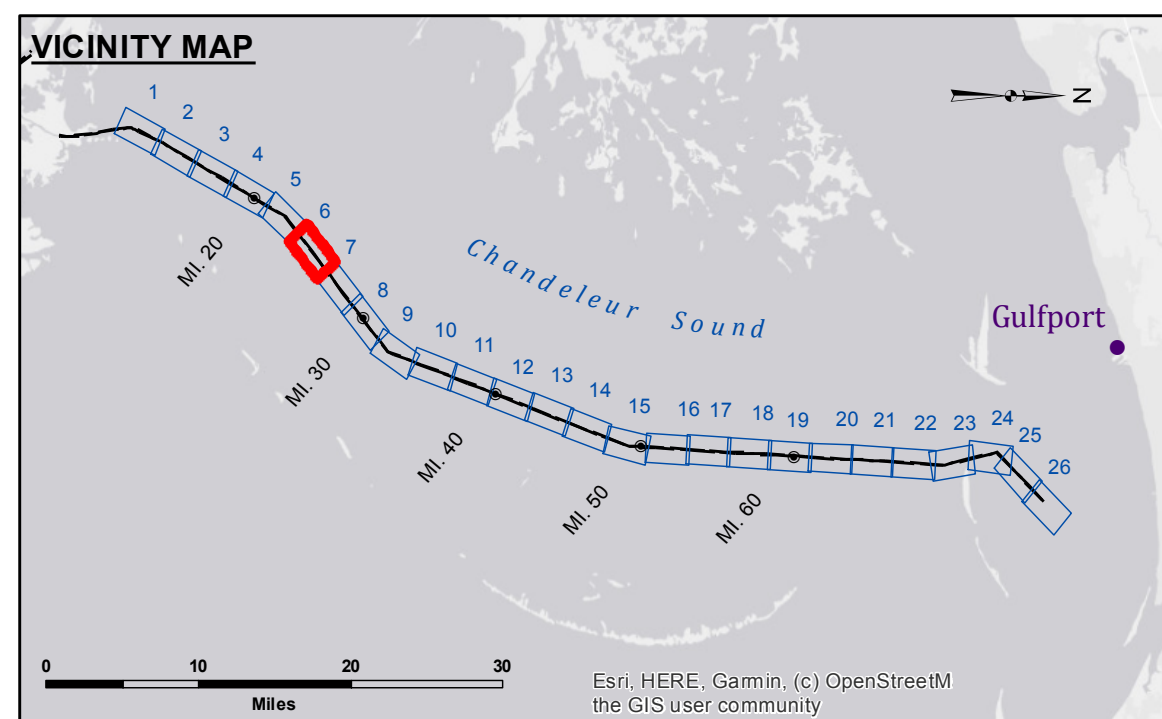 VICINITY MAP
N
1
2
3
4
5
6
7
8
9
10
11
12
13
14
15
16
17
18
19
20
21
22
23
24
25
26
MI. 20
MI. 30
MI. 40
MI. 50
MI. 60
Chandeleur Sound
Gulfport
0 10 20 30
Miles
Esri, HERE, Garmin, (c) OpenStreetM
the GIS user community